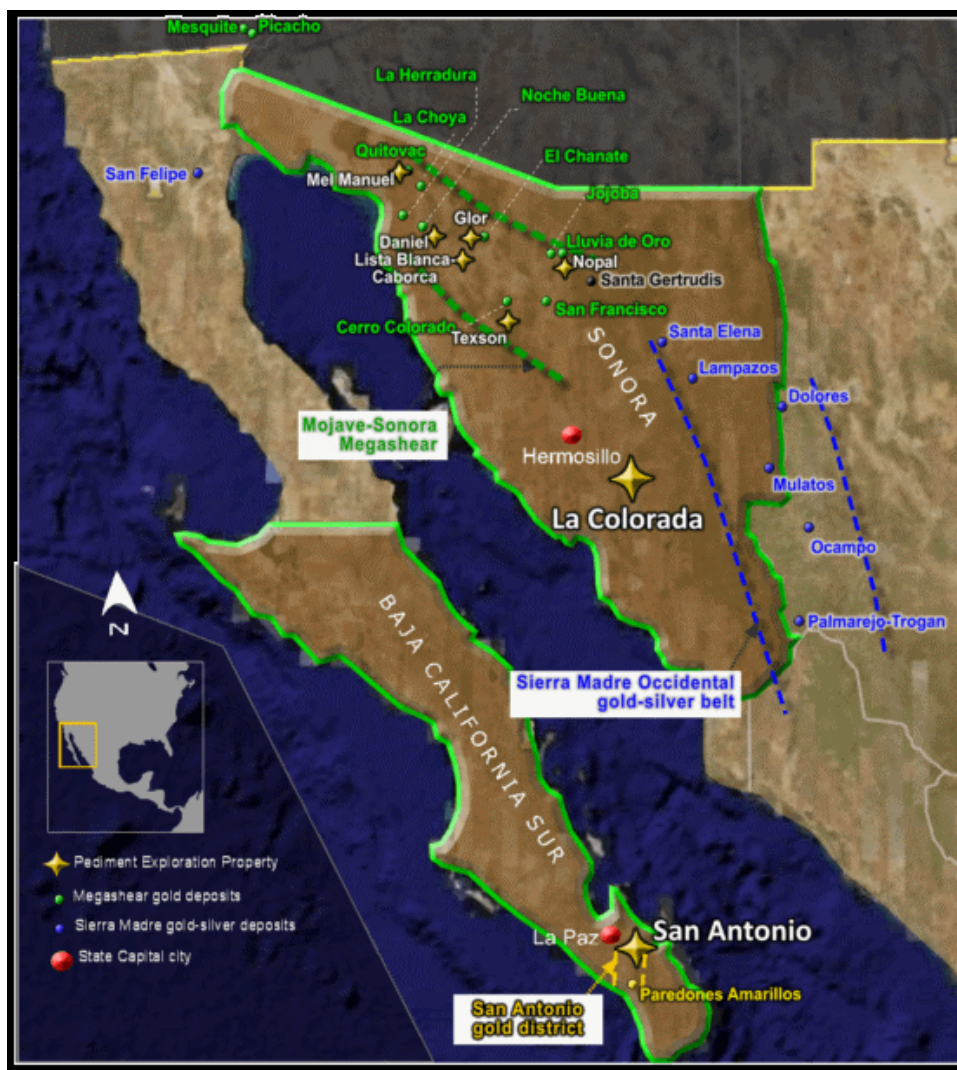 Mesquite
Picacho
La Herradura
Noche Buena
La Choya
Quitovac
El Chanate
San Felipe
Mel Manuel
Jojoba
Glor
Daniel
Lluvia de Oro
Lista Blanca-
Caborca
Nopal
Santa Gertrudis
San Francisco
Cerro Colorado
Texson
Santa Elena
SONORA
Lampazos
Dolores
Mojave-Sonora
Megashear
Hermosillo
Mulatos
La Colorada
Ocampo
N
Palmarejo-Trogan
BAJA CALIFORNIA SUR
Sierra Madre Occidental
gold-silver belt
Pediment Exploration Property
Megashear gold deposits
Sierra Madre gold-silver deposits
State Capital city
La Paz
San Antonio
Paredones Amarillos
San Antonio
gold district